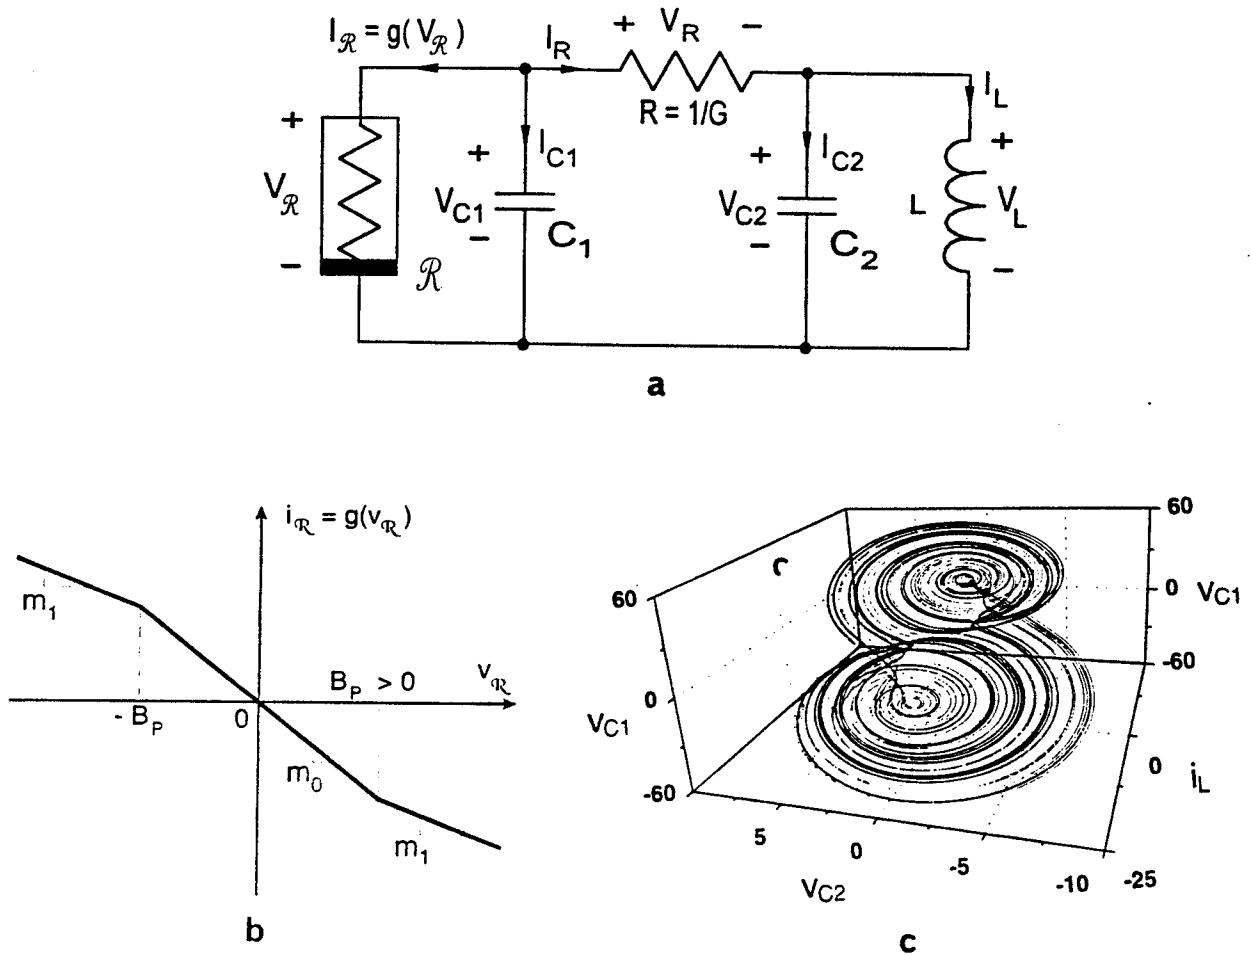 I_ℛ = g(V_ℛ)
I_R
+ V_R −
R = 1/G
I_L
+ V_ℛ −
ℛ
I_C1
+ V_C1 −
C_1
I_C2
+ V_C2 −
C_2
L
+ V_L −
a
i_ℛ = g(v_ℛ)
m_1
- B_P
0
B_P > 0
v_ℛ
m_0
m_1
b
60
0
-60
V_C1
60
0
-60
V_C1
5
0
-5
-10
V_C2
-25
0
i_L
c